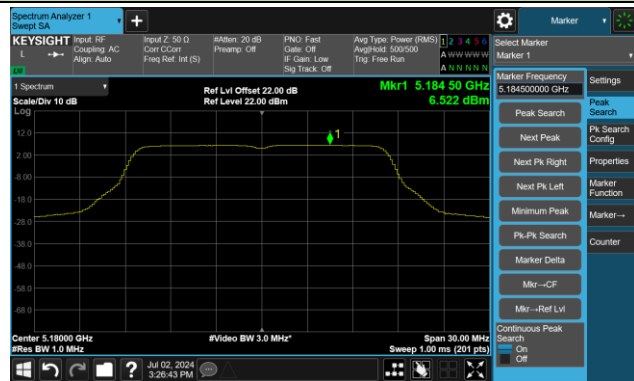 Spectrum Analyzer 1
Swept SA
Marker
KEYSIGHT
L
Input: RF
Coupling: AC
Align: Auto
Input Z: 50 Ω
Corr CCorr
Freq Ref: Int (S)
#Atten: 20 dB
Preamp: Off
PNO: Fast
Gate: Off
IF Gain: Low
Sig Track: Off
Avg Type: Power (RMS)
Avg|Hold: 500/500
Trig: Free Run
1 2 3 4 5 6
A W W W W W
A N N N N N
Select Marker
Marker 1
1 Spectrum
Scale/Div 10 dB
Log
Ref Lvl Offset 22.00 dB
Ref Level 22.00 dBm
Mkr1 5.184 50 GHz
6.522 dBm
1
12.0
2.00
-8.00
-18.0
-28.0
-38.0
-48.0
-58.0
-68.0
Center 5.18000 GHz
#Res BW 1.0 MHz
#Video BW 3.0 MHz*
Span 30.00 MHz
Sweep 1.00 ms (201 pts)
Marker Frequency
5.184500000 GHz
Peak Search
Next Peak
Next Pk Right
Next Pk Left
Minimum Peak
Pk-Pk Search
Marker Delta
Mkr→CF
Mkr→Ref Lvl
Continuous Peak
Search
On
Off
Settings
Peak
Search
Pk Search
Config
Properties
Marker
Function
Marker→
Counter
?
Jul 02, 2024
3:26:43 PM